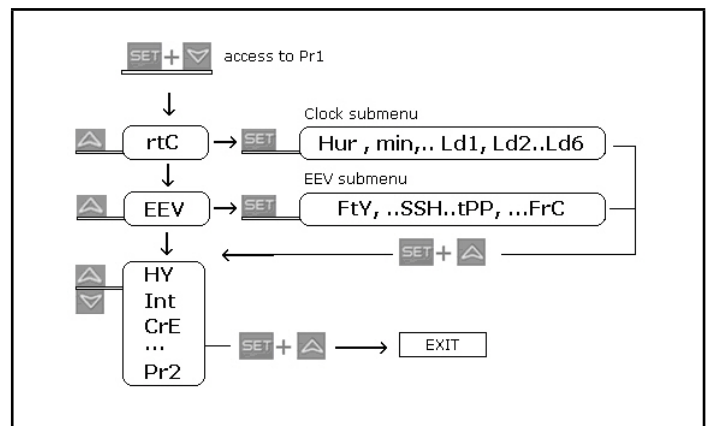 SET + access to Pr1
Clock submenu
rtC SET Hur , min,.. Ld1, Ld2..Ld6
EEV submenu
EEV SET FtY, ..SSH..tPP, ...FrC
SET +
HY
Int
CrE
...
Pr2
SET + EXIT